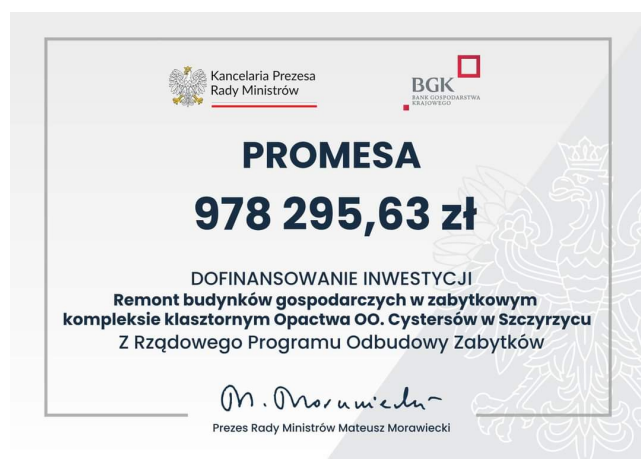 Kancelaria Prezesa
Rady Ministrów
BGK
BANK GOSPODARSTWA
KRAJOWEGO
PROMESA
978 295,63 zł
DOFINANSOWANIE INWESTYCJI
Remont budynków gospodarczych w zabytkowym
kompleksie klasztornym Opactwa OO. Cystersów w Szczyrzycu
Z Rządowego Programu Odbudowy Zabytków
M. Morawiecki
Prezes Rady Ministrów Mateusz Morawiecki